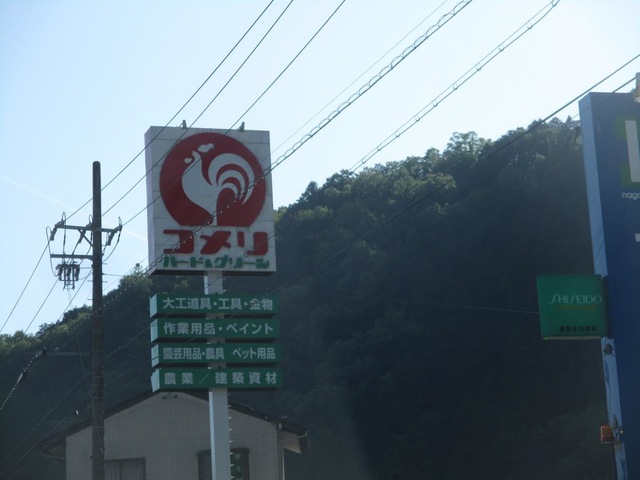 コメリ
ハード&グリーン
大工道具・工具・金物
作業用品・ペイント
園芸用品・農具 ペット用品
農業/建築資材
SHISEIDO